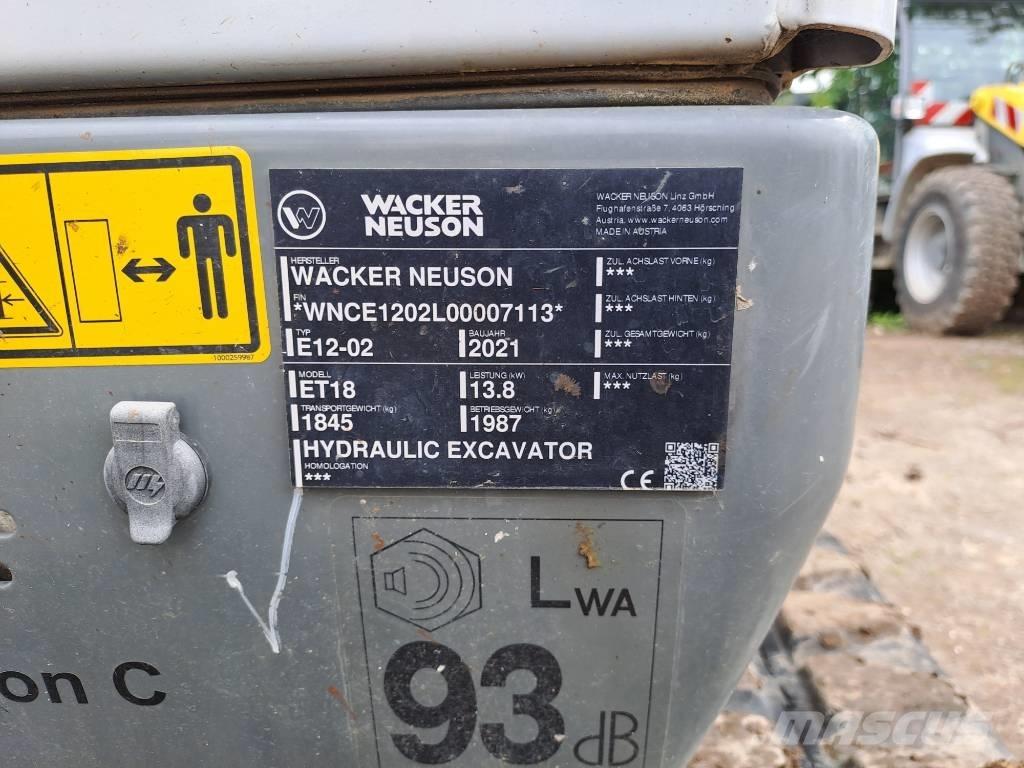 WACKER
NEUSON
WACKER NEUSON Linz GmbH
Flughafenstraße 7, 4063 Hörsching
Austria, www.wackerneuson.com
MADE IN AUSTRIA
HERSTELLER
WACKER NEUSON
FIN
*WNCE1202L00007113*
TYP
E12-02
BAUJAHR
2021
MODELL
ET18
LEISTUNG (kW)
13.8
TRANSPORTGEWICHT (kg)
1845
BETRIEBSGEWICHT (kg)
1987
HYDRAULIC EXCAVATOR
HOMOLOGATION
***
ZUL. ACHSLAST VORNE (kg)
***
ZUL. ACHSLAST HINTEN (kg)
***
ZUL. GESAMTGEWICHT (kg)
***
MAX. NUTZLAST (kg)
***
CE
1000259987
LWA
93 dB
on C
MASCUS